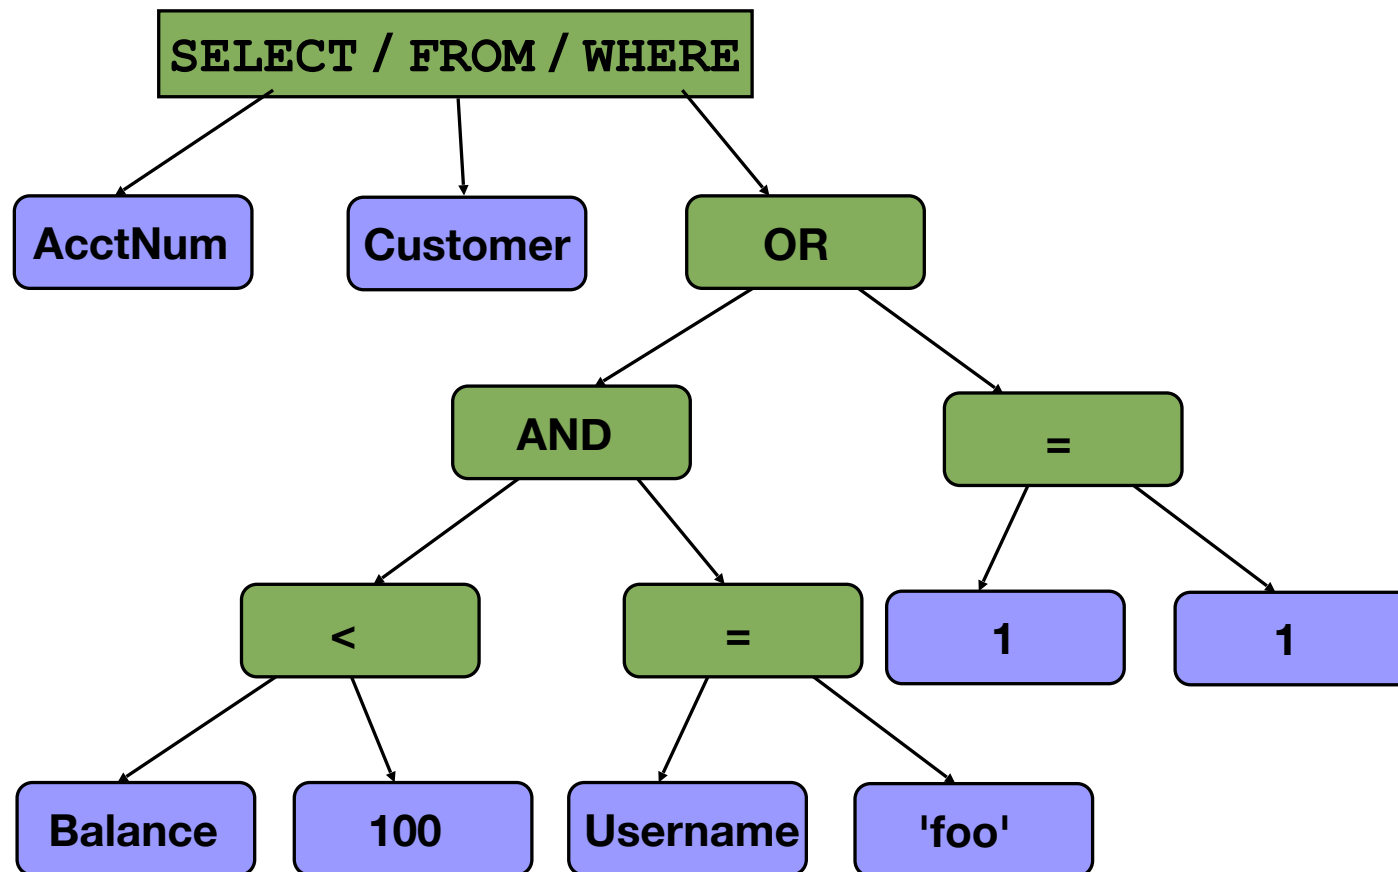 SELECT / FROM / WHERE
AcctNum
Customer
OR
AND
=
<
=
1
1
Balance
100
Username
'foo'